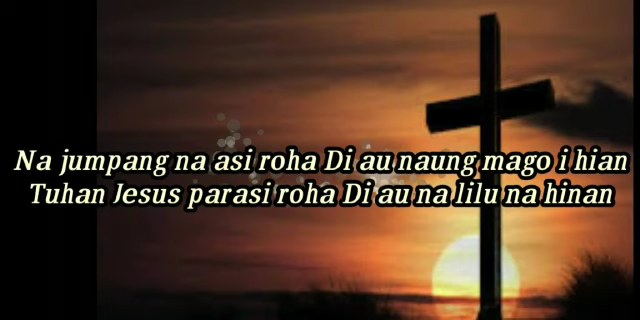 Na jumpang na asi roha Di au naung mago i hian
Tuhan Jesus parasi roha Di au na lilu na hinan